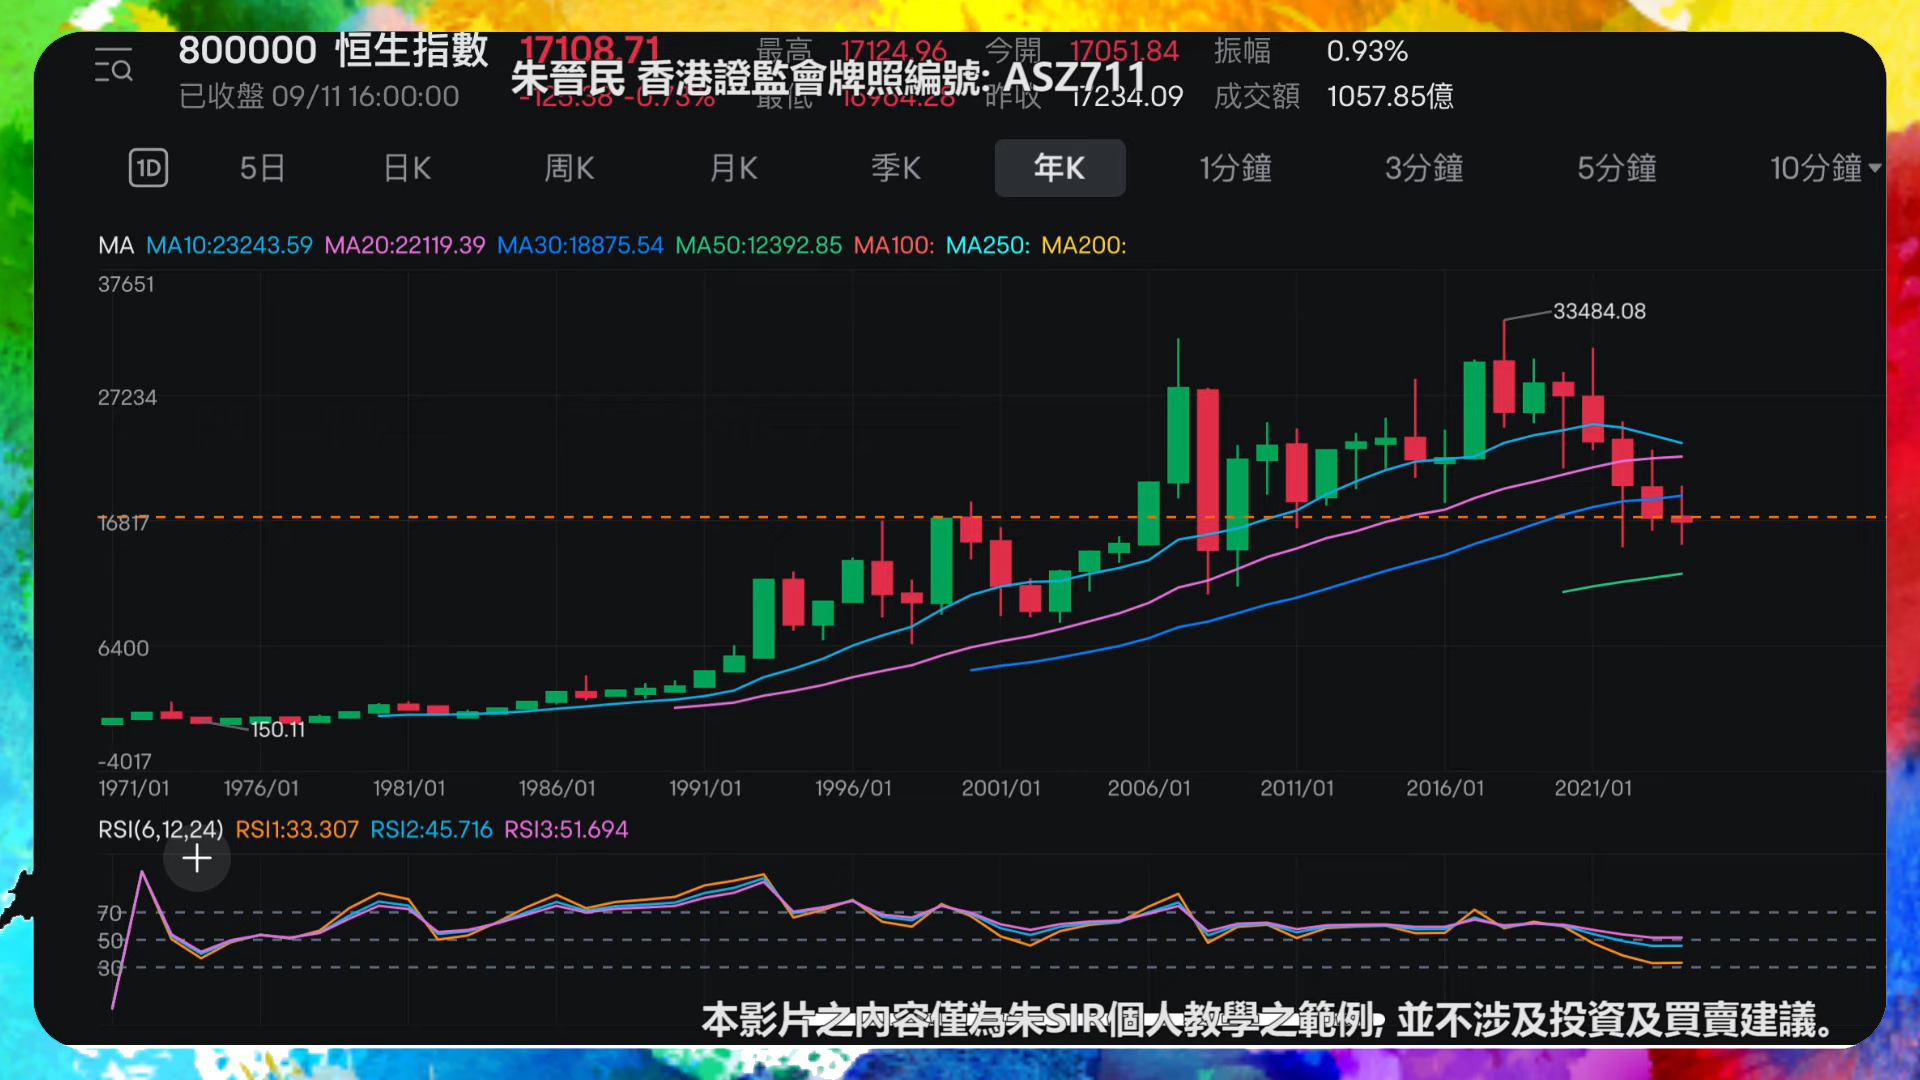 800000 恒生指數 17108.71 最高 17124.96 今開 17051.84 振幅 0.93%
朱晉民 香港證監會牌照編號: ASZ711
已收盤 09/11 16:00:00 -125.38 -0.73% 最低 16964.28 昨收 17234.09 成交額 1057.85億
1D 5日 日K 周K 月K 季K 年K 1分鐘 3分鐘 5分鐘 10分鐘
MA MA10:23243.59 MA20:22119.39 MA30:18875.54 MA50:12392.85 MA100: MA250: MA200:
37651
33484.08
27234
16817
6400
150.11
-4017
1971/01 1976/01 1981/01 1986/01 1991/01 1996/01 2001/01 2006/01 2011/01 2016/01 2021/01
RSI(6,12,24) RSI1:33.307 RSI2:45.716 RSI3:51.694
70
50
30
本影片之內容僅為朱SIR個人教學之範例, 並不涉及投資及買賣建議。